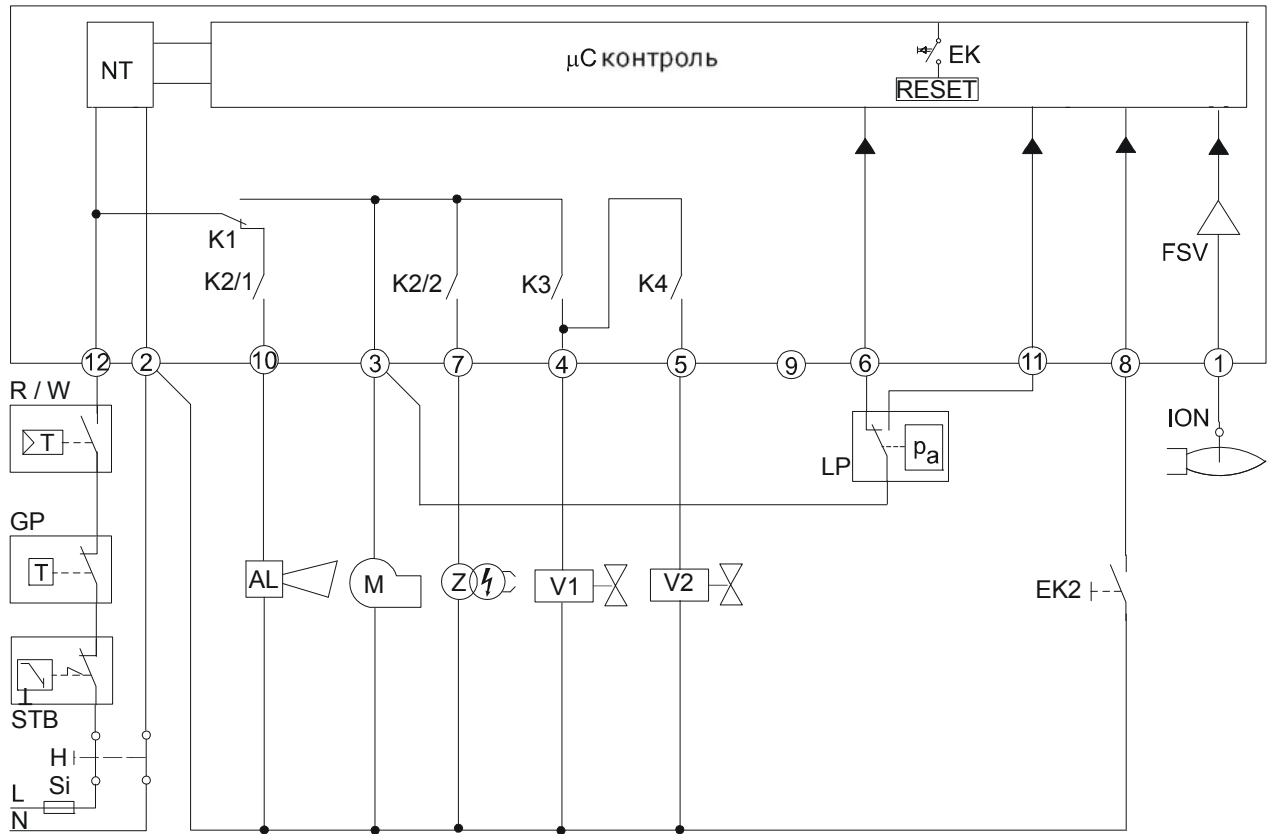 NT
μC контроль
EK
RESET
K1
K2/1
K2/2
K3
K4
FSV
12
2
10
3
7
4
5
9
6
11
8
1
R / W
T
LP
pa
ION
GP
T
AL
M
Z
V1
V2
EK2
STB
H
Si
L
N